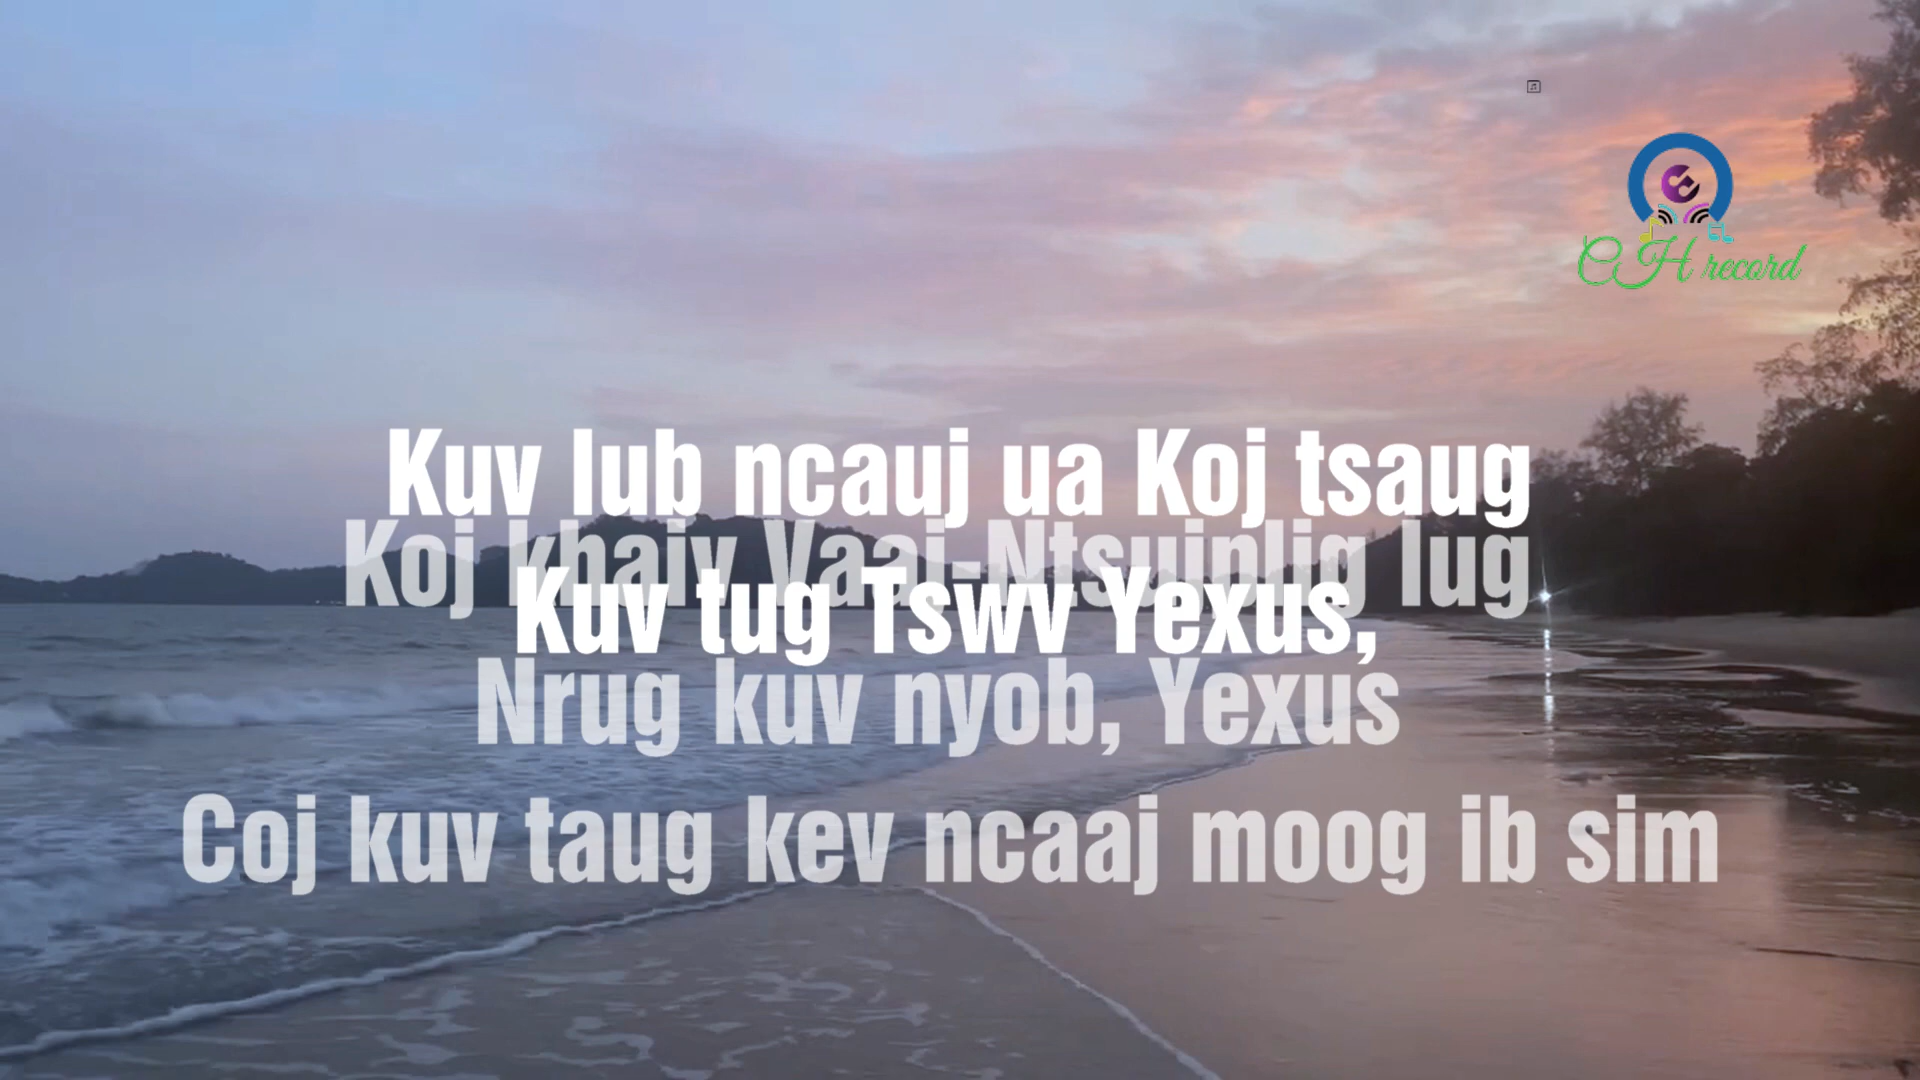 CH record
Kuv lub ncauj ua Koj tsaug
Koj khaiv Vaaj-Ntsujplig lug
Kuv tug Tswv Yexus,
Nrug kuv nyob, Yexus
Coj kuv taug kev ncaaj moog ib sim